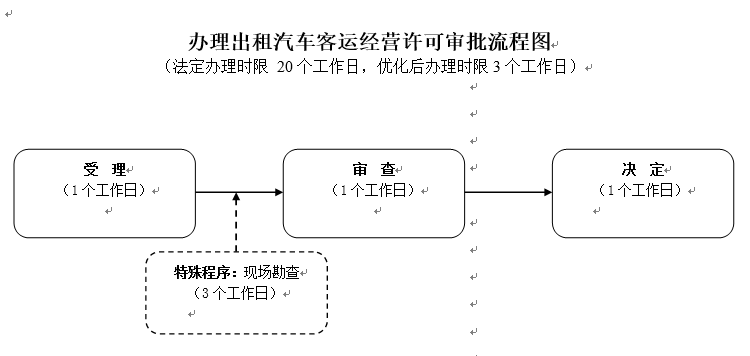 办理出租汽车客运经营许可审批流程图
（法定办理时限 20个工作日，优化后办理时限3个工作日）
受 理
（1个工作日）
审 查
（1个工作日）
决 定
（1个工作日）
特殊程序：现场勘查
（3个工作日）